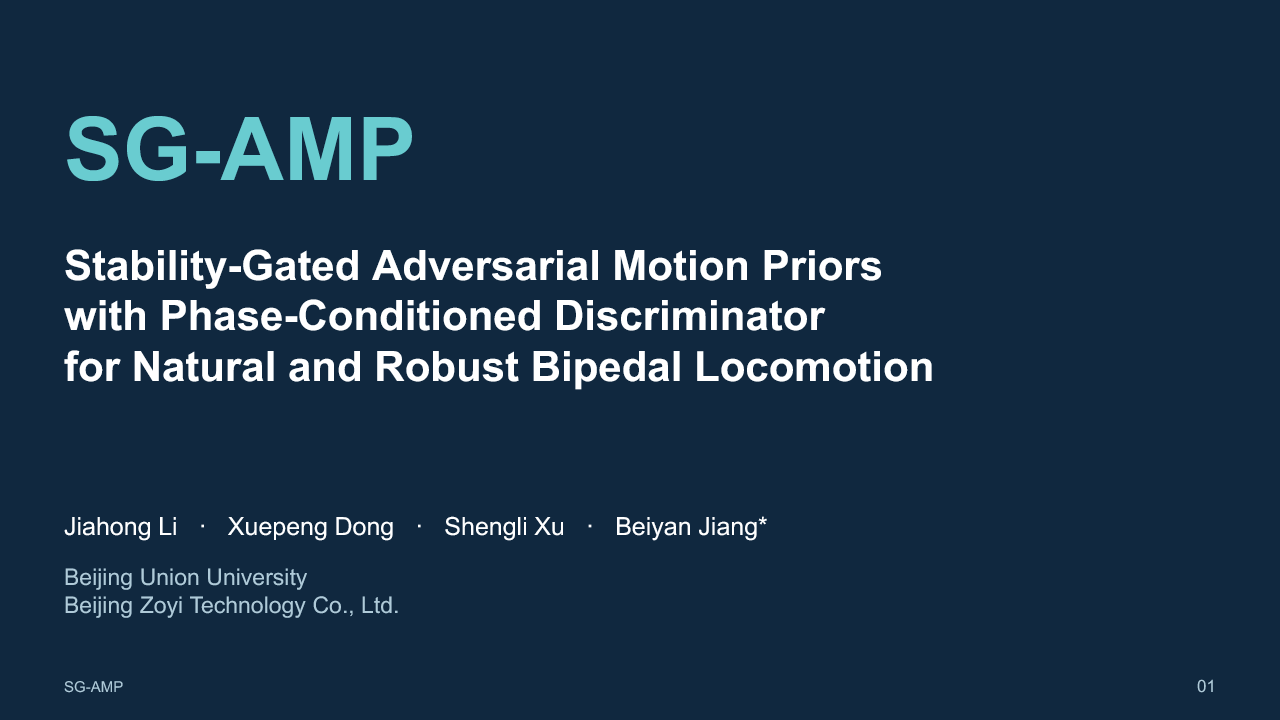 SG-AMP
Stability-Gated Adversarial Motion Priors
with Phase-Conditioned Discriminator
for Natural and Robust Bipedal Locomotion
Jiahong Li · Xuepeng Dong · Shengli Xu · Beiyan Jiang*
Beijing Union University
Beijing Zoyi Technology Co., Ltd.
SG-AMP
01